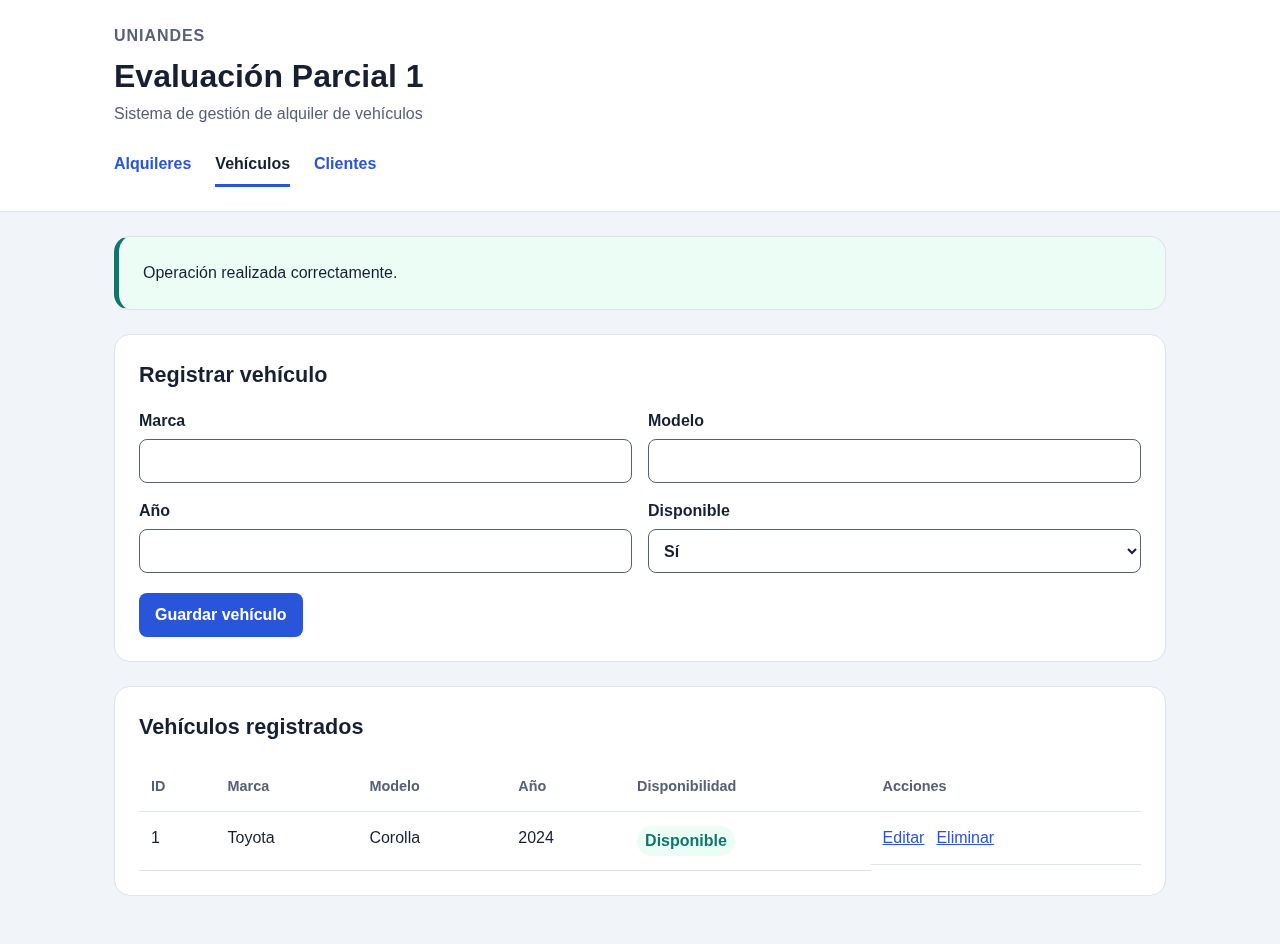 UNIANDES
Evaluación Parcial 1
Sistema de gestión de alquiler de vehículos
Alquileres Vehículos Clientes
Operación realizada correctamente.
Registrar vehículo
Marca Modelo
Año Disponible
Sí
Guardar vehículo
Vehículos registrados
ID Marca Modelo Año Disponibilidad Acciones
1 Toyota Corolla 2024 Disponible Editar Eliminar